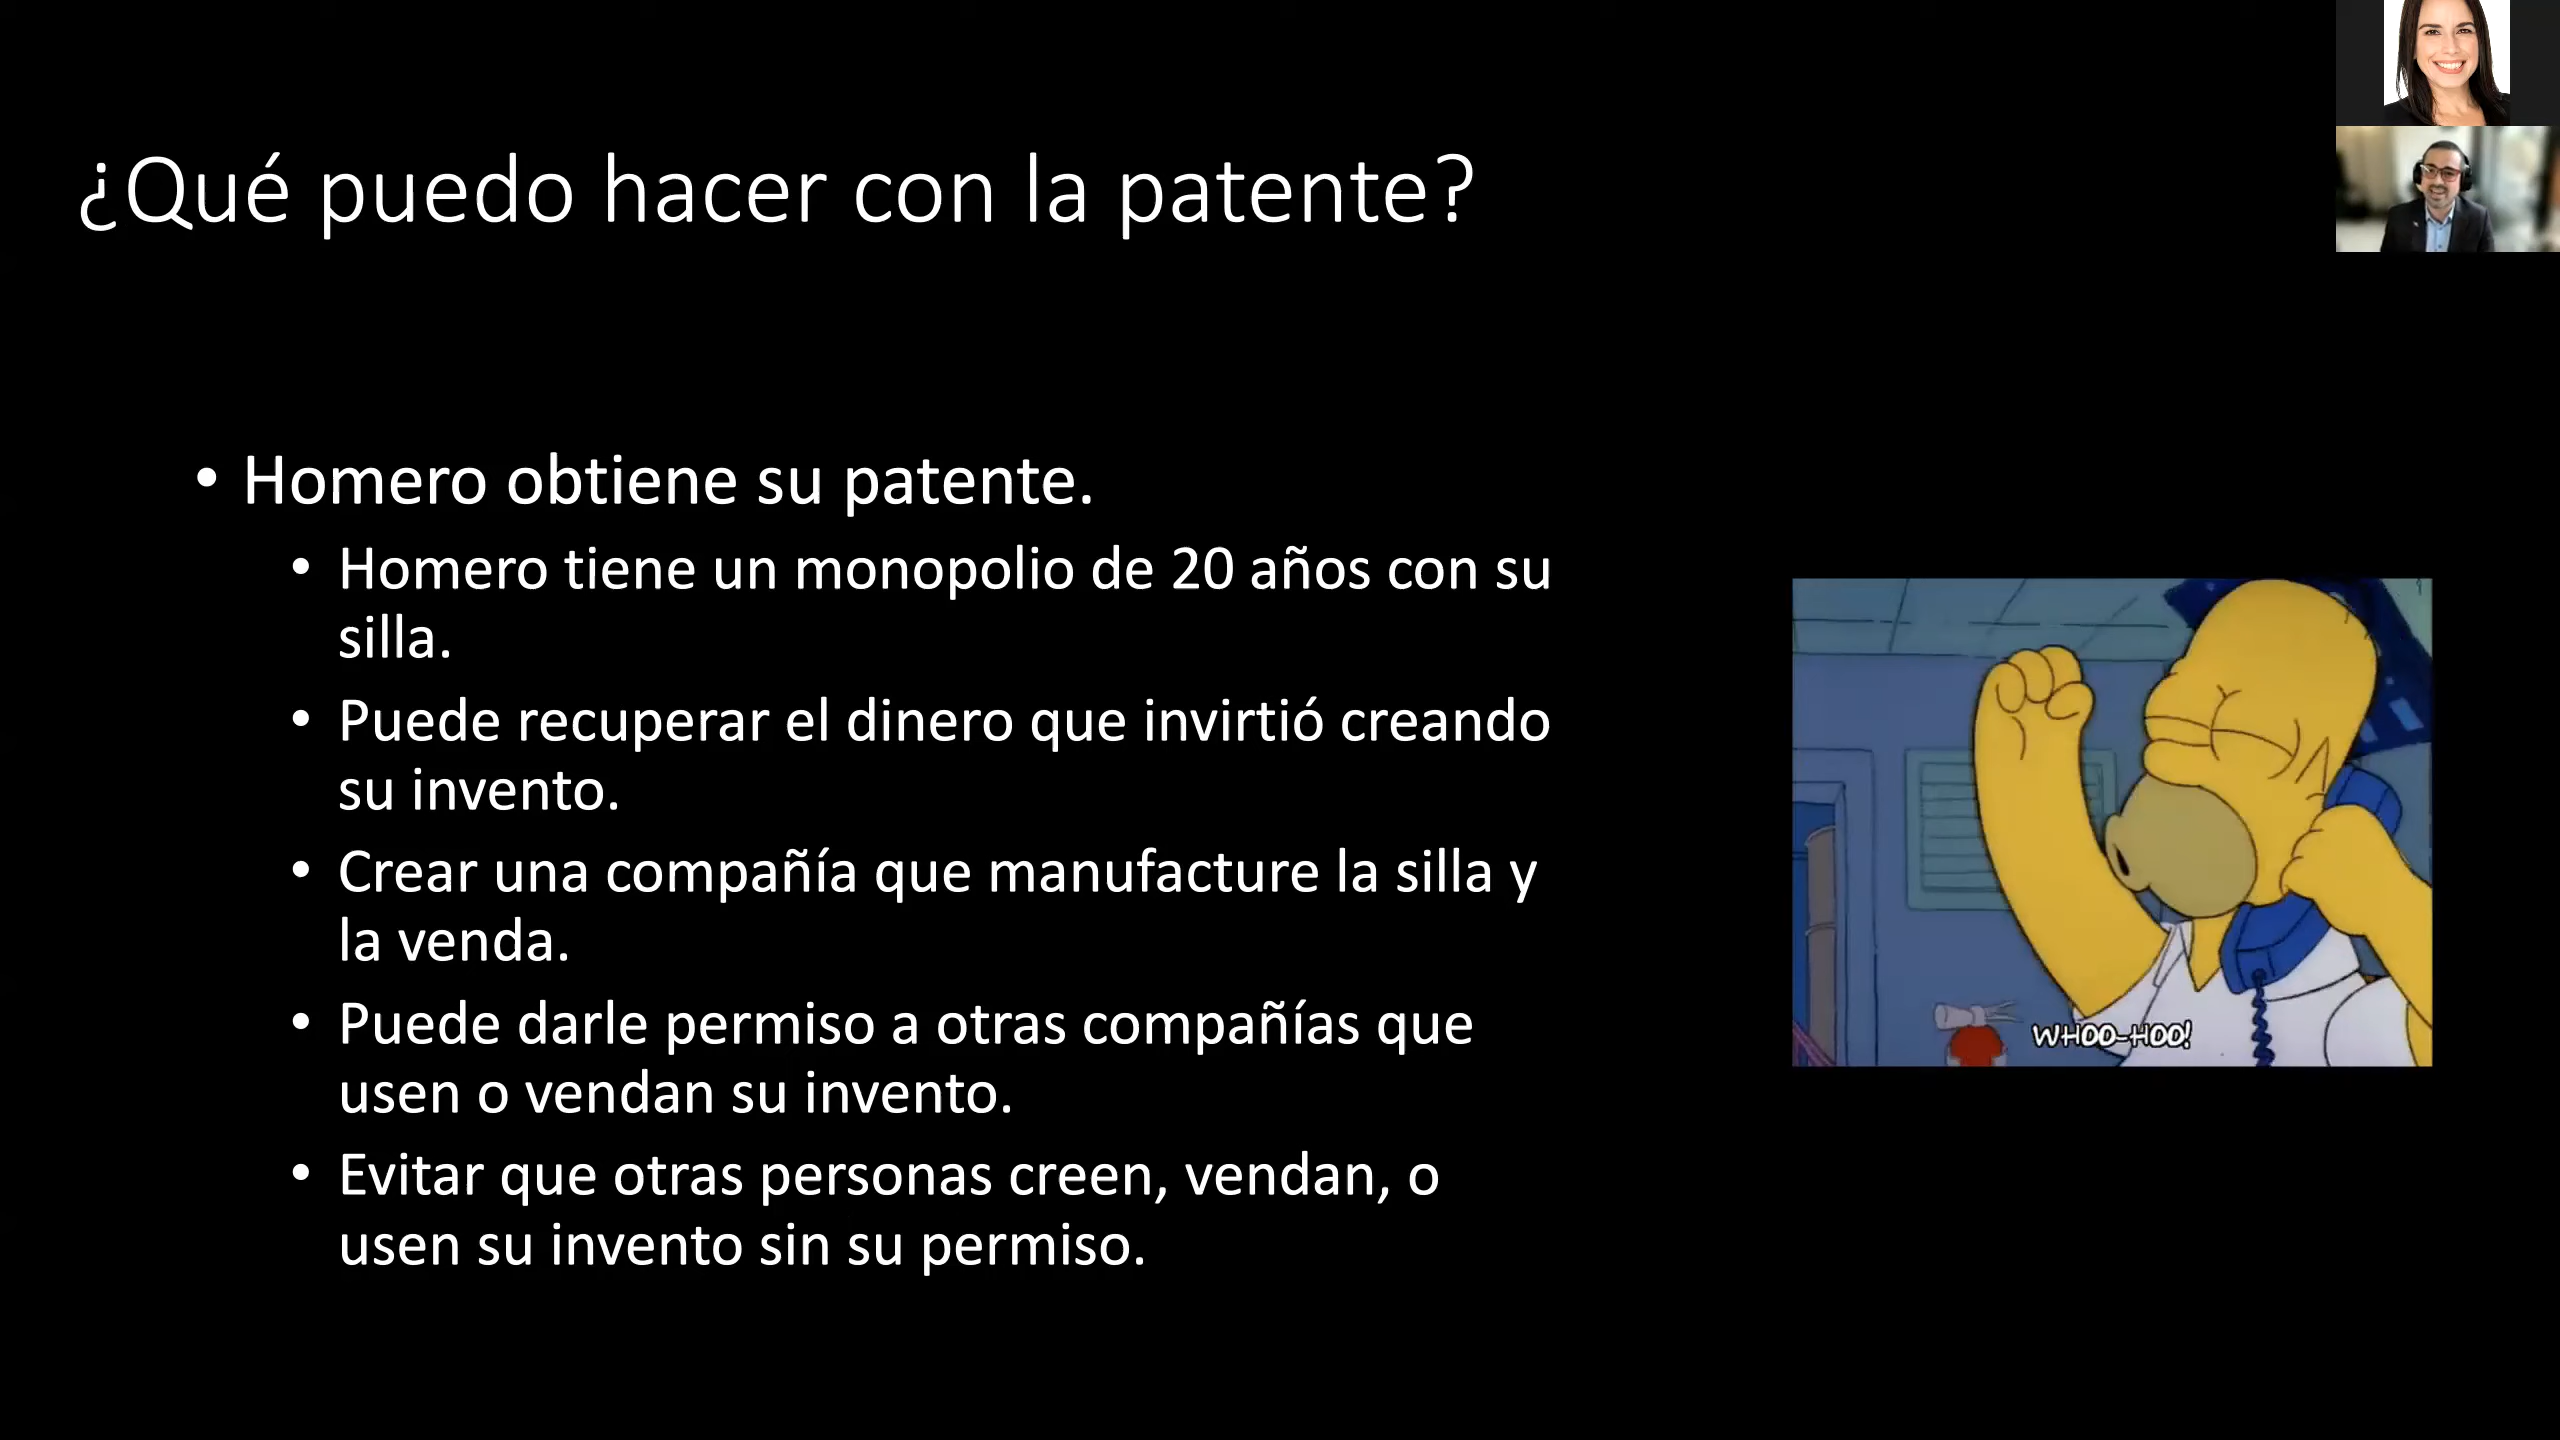 ¿Qué puedo hacer con la patente?
• Homero obtiene su patente.
• Homero tiene un monopolio de 20 años con su
silla.
• Puede recuperar el dinero que invirtió creando
su invento.
• Crear una compañía que manufacture la silla y
la venda.
• Puede darle permiso a otras compañías que
usen o vendan su invento.
• Evitar que otras personas creen, vendan, o
usen su invento sin su permiso.
WHOO-HOO!